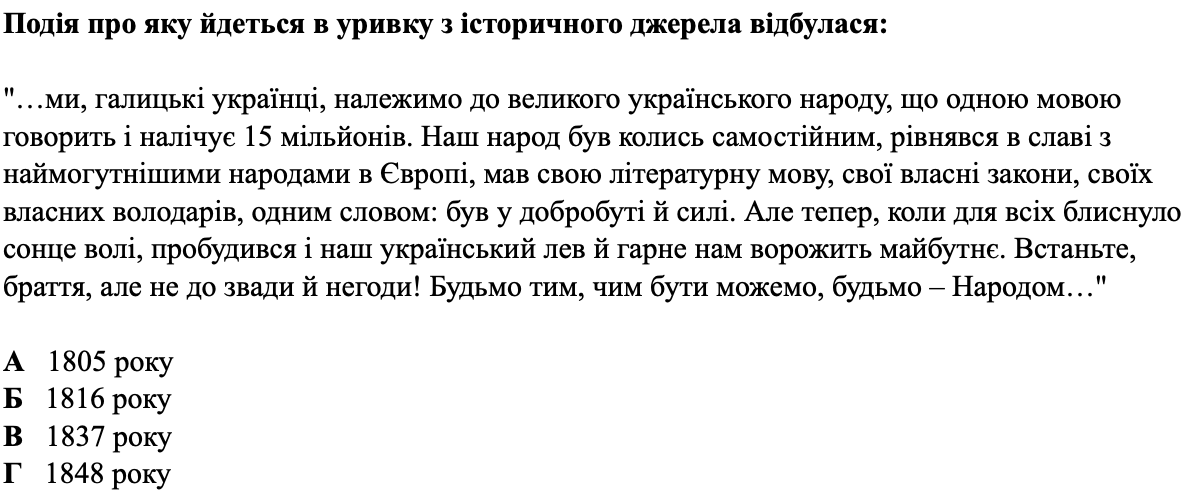 Подія про яку йдеться в уривку з історичного джерела відбулася:
"…ми, галицькі українці, належимо до великого українського народу, що одною мовою
говорить і налічує 15 мільйонів. Наш народ був колись самостійним, рівнявся в славі з
наймогутнішими народами в Європі, мав свою літературну мову, свої власні закони, своїх
власних володарів, одним словом: був у добробуті й силі. Але тепер, коли для всіх блиснуло
сонце волі, пробудився і наш український лев й гарне нам ворожить майбутнє. Встаньте,
браття, але не до звади й негоди! Будьмо тим, чим бути можемо, будьмо – Народом…"
А 1805 року
Б 1816 року
В 1837 року
Г 1848 року